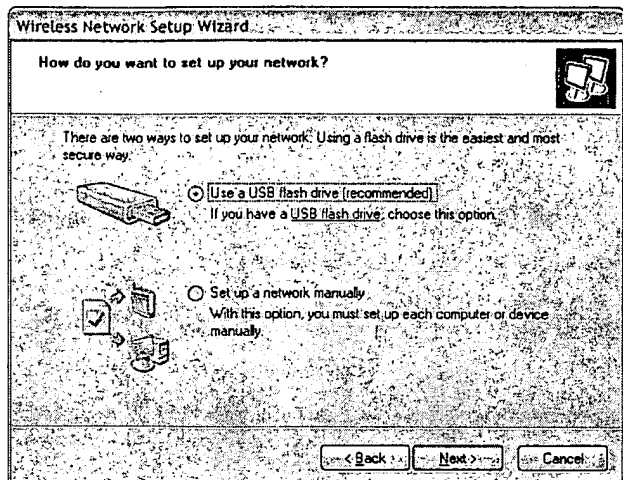 Wireless Network Setup Wizard
How do you want to set up your network?
There are two ways to set up your network. Using a flash drive is the easiest and most
secure way.
Use a USB flash drive (recommended)
If you have a USB flash drive, choose this option.
Set up a network manually
With this option, you must set up each computer or device
manually.
< Back
Next >
Cancel